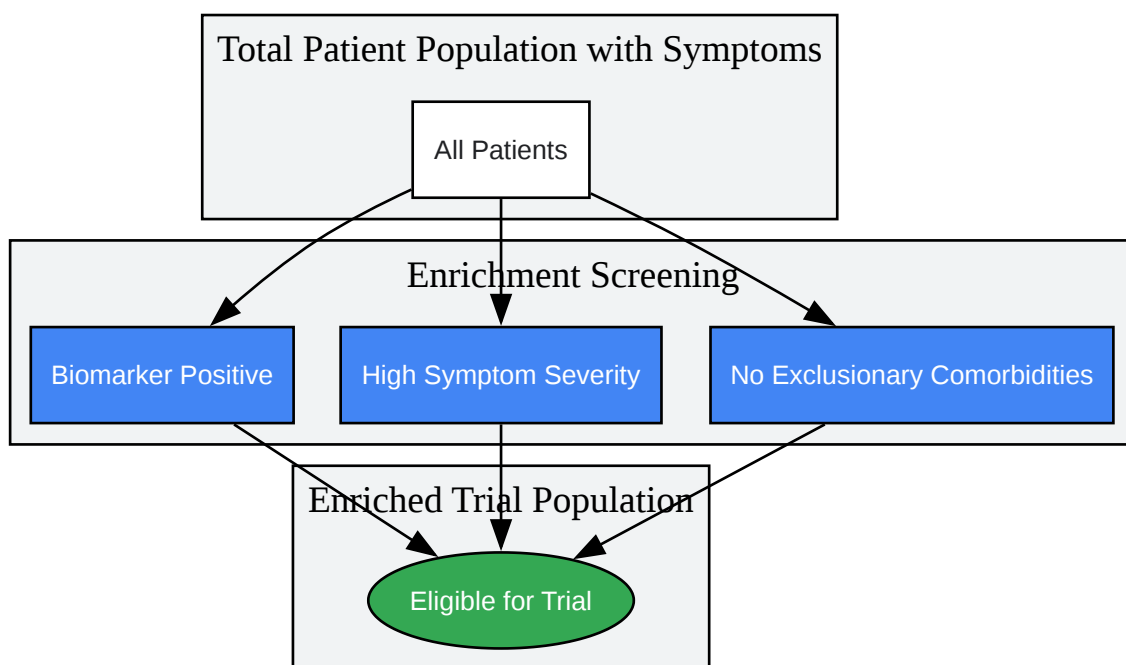 Total Patient Population with Symptoms
All Patients
Enrichment Screening
Biomarker Positive
High Symptom Severity
No Exclusionary Comorbidities
Enriched Trial Population
Eligible for Trial